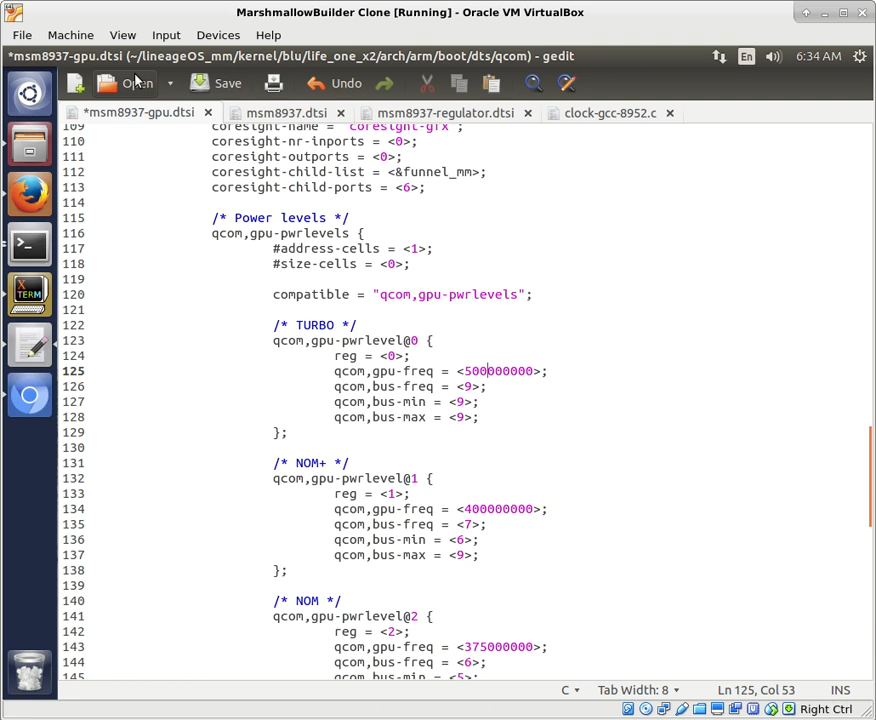 MarshmallowBuilder Clone [Running] - Oracle VM VirtualBox
File Machine View Input Devices Help
*msm8937-gpu.dtsi (~/lineageOS_mm/kernel/blu/life_one_x2/arch/arm/boot/dts/qcom) - gedit
En 6:34 AM
Open Save Undo
*msm8937-gpu.dtsi msm8937.dtsi msm8937-regulator.dtsi clock-gcc-8952.c
109 coresight-name = "coresight-gfx";
110 coresight-nr-inports = <0>;
111 coresight-outports = <0>;
112 coresight-child-list = <&funnel_mm>;
113 coresight-child-ports = <6>;
114
115 /* Power levels */
116 qcom,gpu-pwrlevels {
117 #address-cells = <1>;
118 #size-cells = <0>;
119
120 compatible = "qcom,gpu-pwrlevels";
121
122 /* TURBO */
123 qcom,gpu-pwrlevel@0 {
124 reg = <0>;
125 qcom,gpu-freq = <500000000>;
126 qcom,bus-freq = <9>;
127 qcom,bus-min = <9>;
128 qcom,bus-max = <9>;
129 };
130
131 /* NOM+ */
132 qcom,gpu-pwrlevel@1 {
133 reg = <1>;
134 qcom,gpu-freq = <400000000>;
135 qcom,bus-freq = <7>;
136 qcom,bus-min = <6>;
137 qcom,bus-max = <9>;
138 };
139
140 /* NOM */
141 qcom,gpu-pwrlevel@2 {
142 reg = <2>;
143 qcom,gpu-freq = <375000000>;
144 qcom,bus-freq = <6>;
145 qcom,bus-min = <5>;
X TERM
C Tab Width: 8 Ln 125, Col 53 INS
Right Ctrl